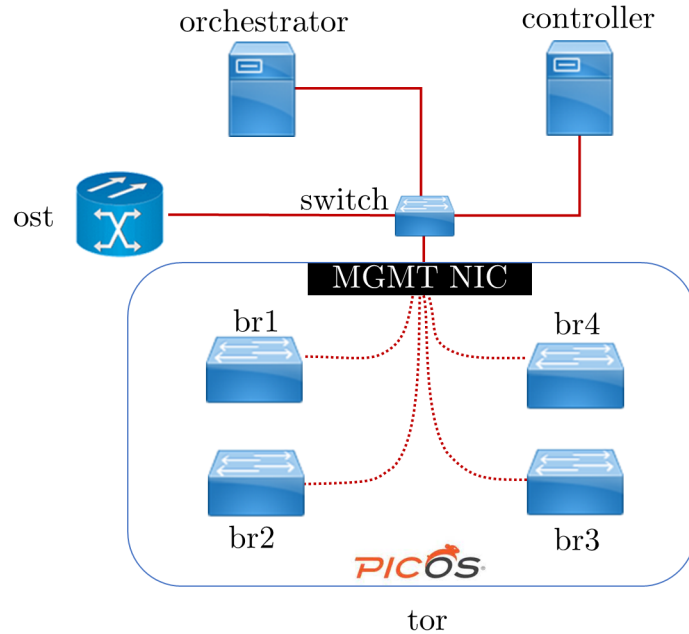 orchestrator
controller
switch
ost
MGMT NIC
br1
br4
br2
br3
PICOS
tor